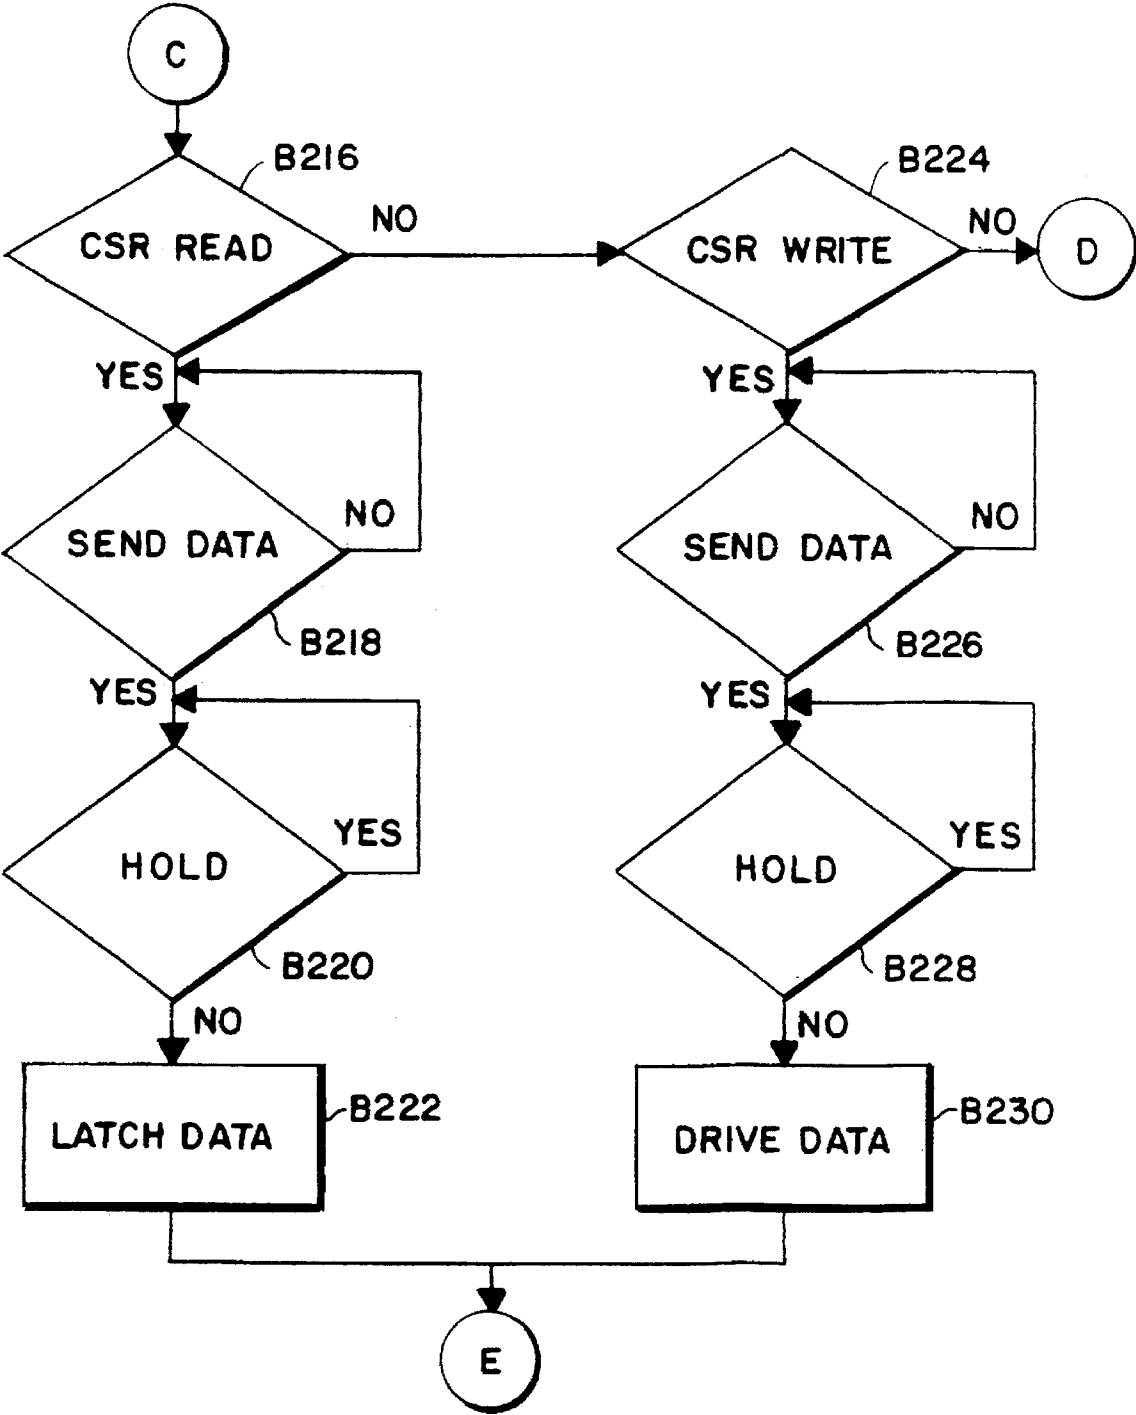 C
B216
B224
NO
NO
CSR READ
CSR WRITE
D
YES
YES
NO
NO
SEND DATA
SEND DATA
B218
B226
YES
YES
YES
YES
HOLD
HOLD
B220
B228
NO
NO
B222
B230
LATCH DATA
DRIVE DATA
E